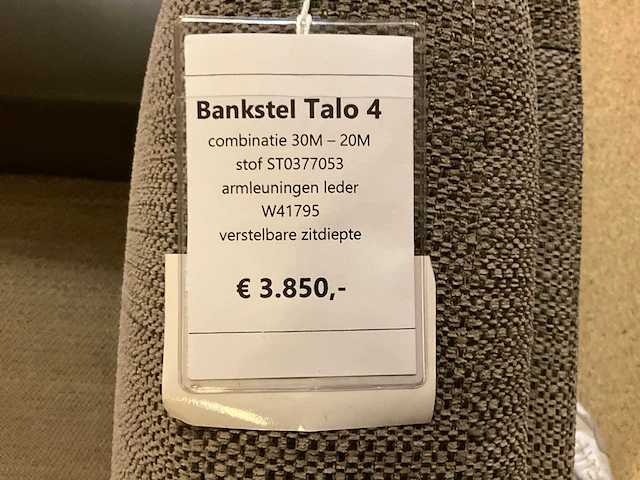 Bankstel Talo 4
combinatie 30M – 20M
stof ST0377053
armleuningen leder
W41795
verstelbare zitdiepte
€ 3.850,-